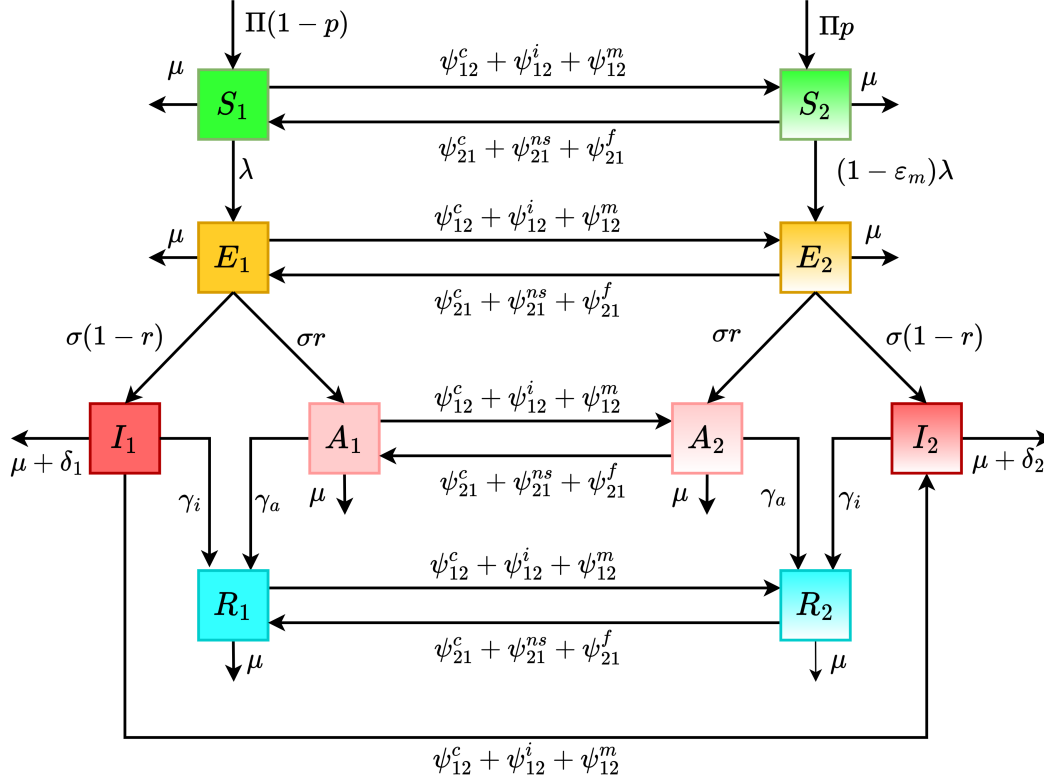 Π(1 − p)
Πp
ψ₁₂ᶜ + ψ₁₂ⁱ + ψ₁₂ᵐ
μ
S₁
S₂
μ
ψ₂₁ᶜ + ψ₂₁ⁿˢ + ψ₂₁ᶠ
λ
(1 − εₘ)λ
ψ₁₂ᶜ + ψ₁₂ⁱ + ψ₁₂ᵐ
μ
E₁
E₂
μ
ψ₂₁ᶜ + ψ₂₁ⁿˢ + ψ₂₁ᶠ
σ(1 − r)
σr
σr
σ(1 − r)
ψ₁₂ᶜ + ψ₁₂ⁱ + ψ₁₂ᵐ
I₁
A₁
A₂
I₂
μ + δ₁
μ + δ₂
ψ₂₁ᶜ + ψ₂₁ⁿˢ + ψ₂₁ᶠ
γᵢ
γₐ
μ
μ
γₐ
γᵢ
ψ₁₂ᶜ + ψ₁₂ⁱ + ψ₁₂ᵐ
R₁
R₂
ψ₂₁ᶜ + ψ₂₁ⁿˢ + ψ₂₁ᶠ
μ
μ
ψ₁₂ᶜ + ψ₁₂ⁱ + ψ₁₂ᵐ